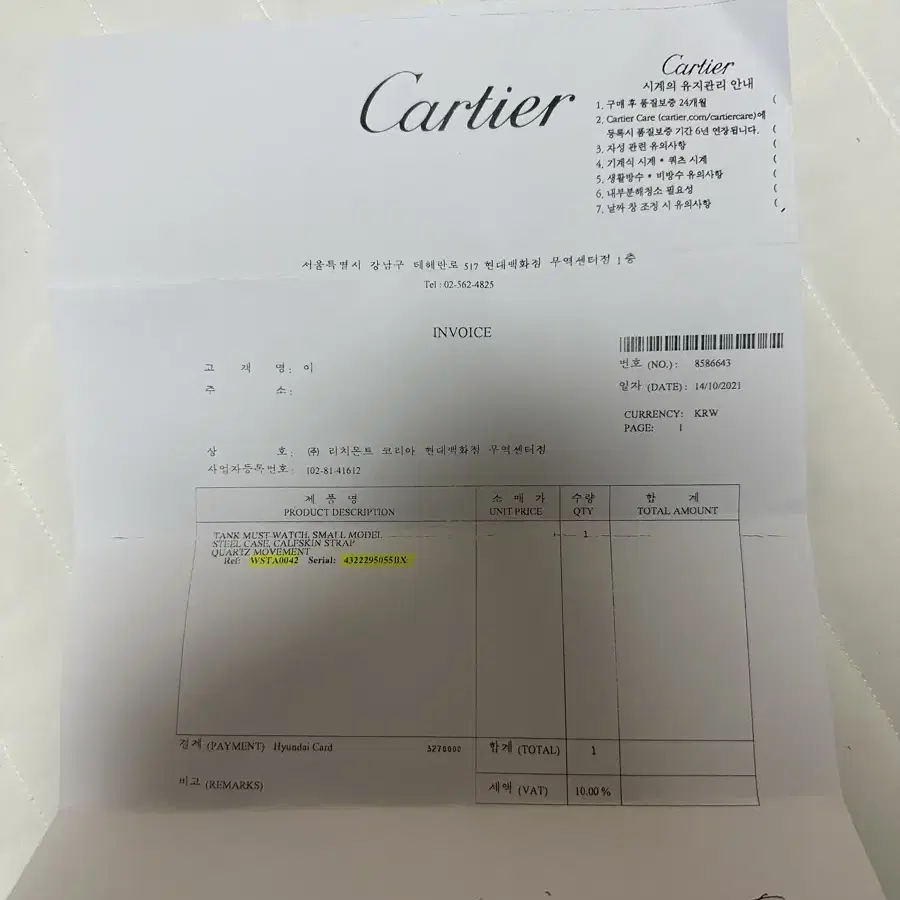 Cartier
Cartier
시계의 유지관리 안내
1. 구매 후 품질보증 24개월 (
2. Cartier Care (cartier.com/cartiercare)에
등록시 품질보증 기간 6년 연장됩니다. (
3. 자성 관련 유의사항 (
4. 기계식 시계 * 쿼츠 시계 (
5. 생활방수 * 비방수 유의사항 (
6. 내부분해청소 필요성 (
7. 날짜 창 조정 시 유의사항 (
서울특별시 강남구 테헤란로 517 현대백화점 무역센터점 1층
Tel : 02-562-4825
INVOICE
고 객 명: 이
주 소:
번호 (NO.): 8586643
일자 (DATE): 14/10/2021
CURRENCY: KRW
PAGE: 1
상 호: (주) 리치몬트 코리아 현대백화점 무역센터점
사업자등록번호: 102-81-41612
제 품 명 소 매 가 수량 합 계
PRODUCT DESCRIPTION UNIT PRICE QTY TOTAL AMOUNT
TANK MUST WATCH, SMALL MODEL 1
STEEL CASE, CALFSKIN STRAP
QUARTZ MOVEMENT
Ref: WSTA0042 Serial: 4322295055BX
결제 (PAYMENT) Hyundai Card 3270000 합계 (TOTAL) 1
비고 (REMARKS) 세액 (VAT) 10.00 %